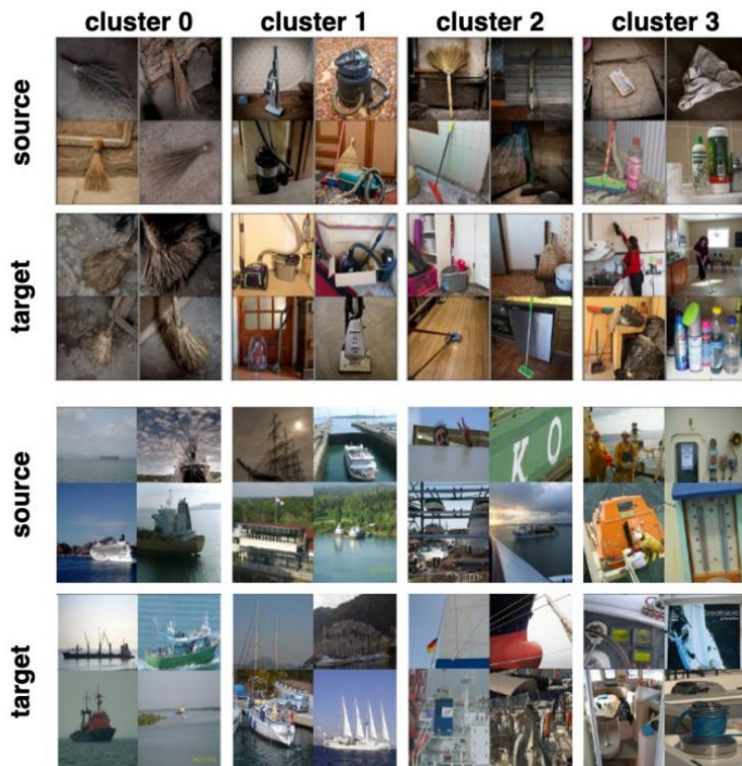 cluster 0 cluster 1 cluster 2 cluster 3
source
target
source
K O
target